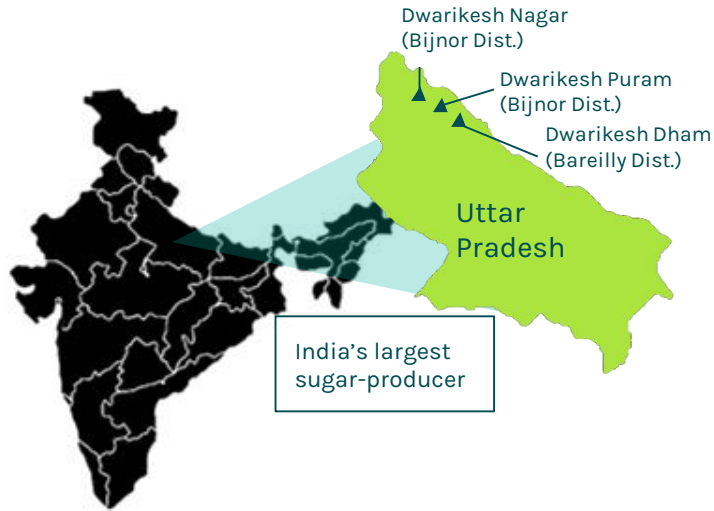 Dwarikesh Nagar
(Bijnor Dist.)
Dwarikesh Puram
(Bijnor Dist.)
Dwarikesh Dham
(Bareilly Dist.)
Uttar
Pradesh
India’s largest
sugar-producer